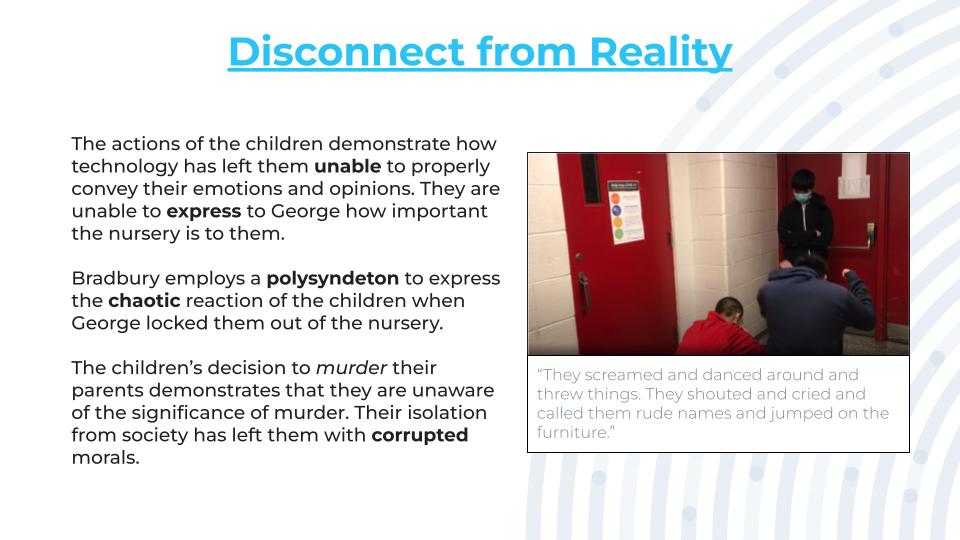 Disconnect from Reality
The actions of the children demonstrate how
technology has left them unable to properly
convey their emotions and opinions. They are
unable to express to George how important
the nursery is to them.
Bradbury employs a polysyndeton to express
the chaotic reaction of the children when
George locked them out of the nursery.
The children’s decision to murder their
parents demonstrates that they are unaware
of the significance of murder. Their isolation
from society has left them with corrupted
morals.
“They screamed and danced around and
threw things. They shouted and cried and
called them rude names and jumped on the
furniture.”